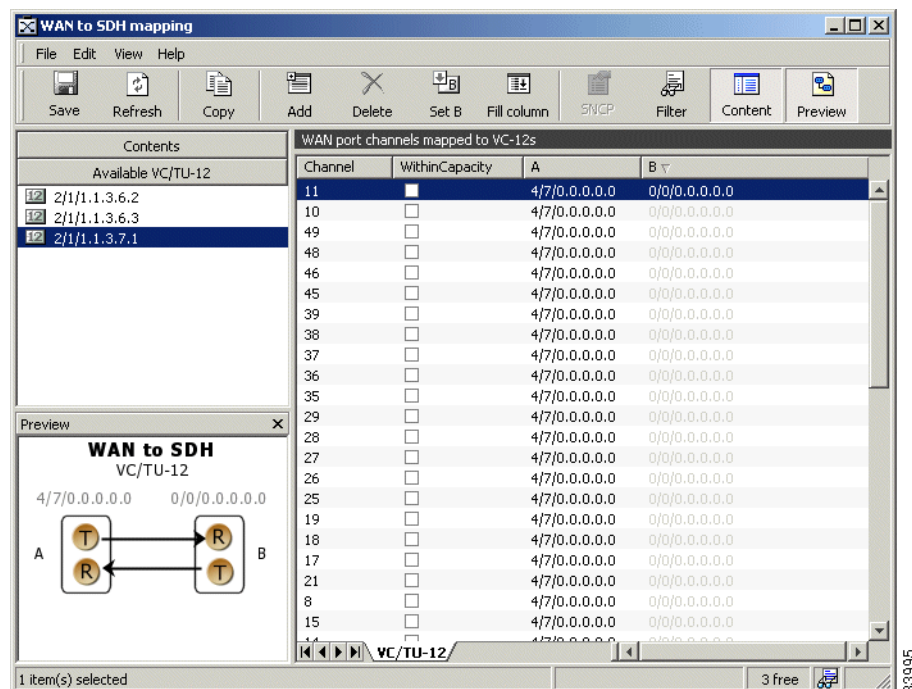 WAN to SDH mapping
File Edit View Help
Save Refresh Copy Add Delete Set B Fill column SNCP Filter Content Preview
Contents
Available VC/TU-12
12 2/1/1.1.3.6.2
12 2/1/1.1.3.6.3
12 2/1/1.1.3.7.1
Preview
WAN to SDH
VC/TU-12
4/7/0.0.0.0.0 0/0/0.0.0.0.0
A T R B
R T
WAN port channels mapped to VC-12s
Channel WithinCapacity A B
11 4/7/0.0.0.0.0 0/0/0.0.0.0.0
10 4/7/0.0.0.0.0 0/0/0.0.0.0.0
49 4/7/0.0.0.0.0 0/0/0.0.0.0.0
48 4/7/0.0.0.0.0 0/0/0.0.0.0.0
46 4/7/0.0.0.0.0 0/0/0.0.0.0.0
45 4/7/0.0.0.0.0 0/0/0.0.0.0.0
39 4/7/0.0.0.0.0 0/0/0.0.0.0.0
38 4/7/0.0.0.0.0 0/0/0.0.0.0.0
37 4/7/0.0.0.0.0 0/0/0.0.0.0.0
36 4/7/0.0.0.0.0 0/0/0.0.0.0.0
35 4/7/0.0.0.0.0 0/0/0.0.0.0.0
29 4/7/0.0.0.0.0 0/0/0.0.0.0.0
28 4/7/0.0.0.0.0 0/0/0.0.0.0.0
27 4/7/0.0.0.0.0 0/0/0.0.0.0.0
26 4/7/0.0.0.0.0 0/0/0.0.0.0.0
25 4/7/0.0.0.0.0 0/0/0.0.0.0.0
19 4/7/0.0.0.0.0 0/0/0.0.0.0.0
18 4/7/0.0.0.0.0 0/0/0.0.0.0.0
17 4/7/0.0.0.0.0 0/0/0.0.0.0.0
21 4/7/0.0.0.0.0 0/0/0.0.0.0.0
8 4/7/0.0.0.0.0 0/0/0.0.0.0.0
15 4/7/0.0.0.0.0 0/0/0.0.0.0.0
VC/TU-12
1 item(s) selected 3 free